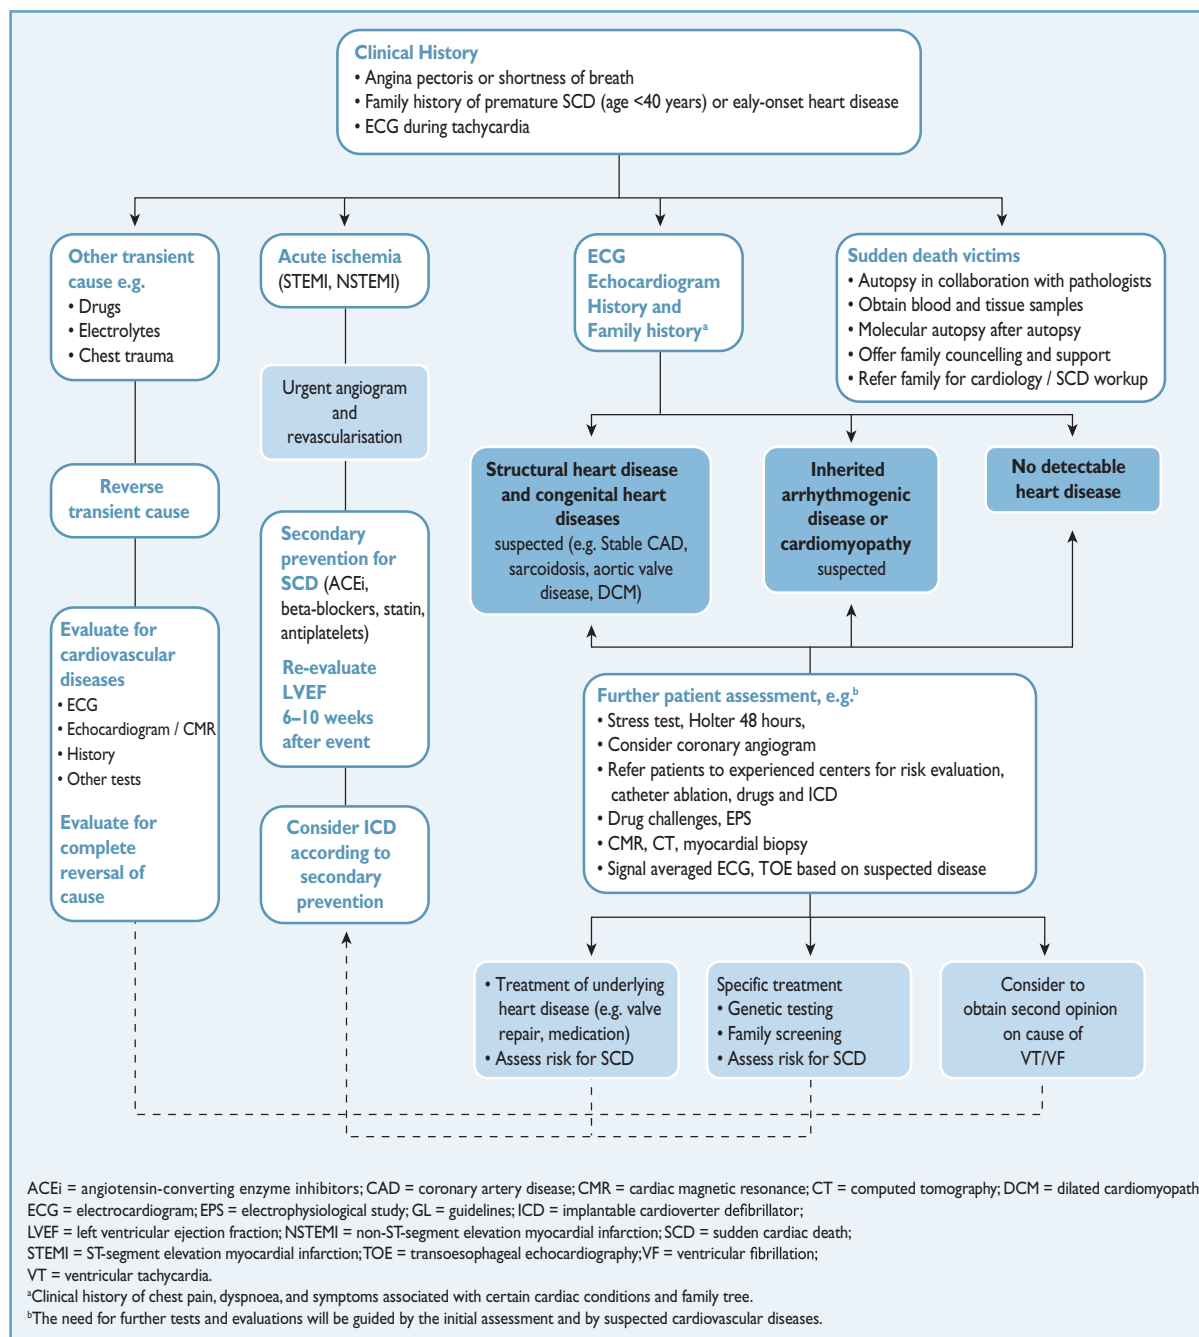 Clinical History
• Angina pectoris or shortness of breath
• Family history of premature SCD (age <40 years) or ealy-onset heart disease
• ECG during tachycardia
Other transient
cause e.g.
• Drugs
• Electrolytes
• Chest trauma
Acute ischemia
(STEMI, NSTEMI)
ECG
Echocardiogram
History and
Family historyᵃ
Sudden death victims
• Autopsy in collaboration with pathologists
• Obtain blood and tissue samples
• Molecular autopsy after autopsy
• Offer family councelling and support
• Refer family for cardiology / SCD workup
Urgent angiogram
and
revascularisation
Structural heart disease
and congenital heart
diseases
suspected (e.g. Stable CAD,
sarcoidosis, aortic valve
disease, DCM)
Inherited
arrhythmogenic
disease or
cardiomyopathy
suspected
No detectable
heart disease
Reverse
transient cause
Secondary
prevention for
SCD (ACEi,
beta-blockers, statin,
antiplatelets)
Re-evaluate
LVEF
6–10 weeks
after event
Evaluate for
cardiovascular
diseases
• ECG
• Echocardiogram / CMR
• History
• Other tests
Evaluate for
complete
reversal of
cause
Further patient assessment, e.g.ᵇ
• Stress test, Holter 48 hours,
• Consider coronary angiogram
• Refer patients to experienced centers for risk evaluation,
catheter ablation, drugs and ICD
• Drug challenges, EPS
• CMR, CT, myocardial biopsy
• Signal averaged ECG, TOE based on suspected disease
Consider ICD
according to
secondary
prevention
• Treatment of underlying
heart disease (e.g. valve
repair, medication)
• Assess risk for SCD
Specific treatment
• Genetic testing
• Family screening
• Assess risk for SCD
Consider to
obtain second opinion
on cause of
VT/VF
ACEi = angiotensin-converting enzyme inhibitors; CAD = coronary artery disease; CMR = cardiac magnetic resonance; CT = computed tomography; DCM = dilated cardiomyopath
ECG = electrocardiogram; EPS = electrophysiological study; GL = guidelines; ICD = implantable cardioverter defibrillator;
LVEF = left ventricular ejection fraction; NSTEMI = non-ST-segment elevation myocardial infarction; SCD = sudden cardiac death;
STEMI = ST-segment elevation myocardial infarction; TOE = transoesophageal echocardiography; VF = ventricular fibrillation;
VT = ventricular tachycardia.
ᵃClinical history of chest pain, dyspnoea, and symptoms associated with certain cardiac conditions and family tree.
ᵇThe need for further tests and evaluations will be guided by the initial assessment and by suspected cardiovascular diseases.